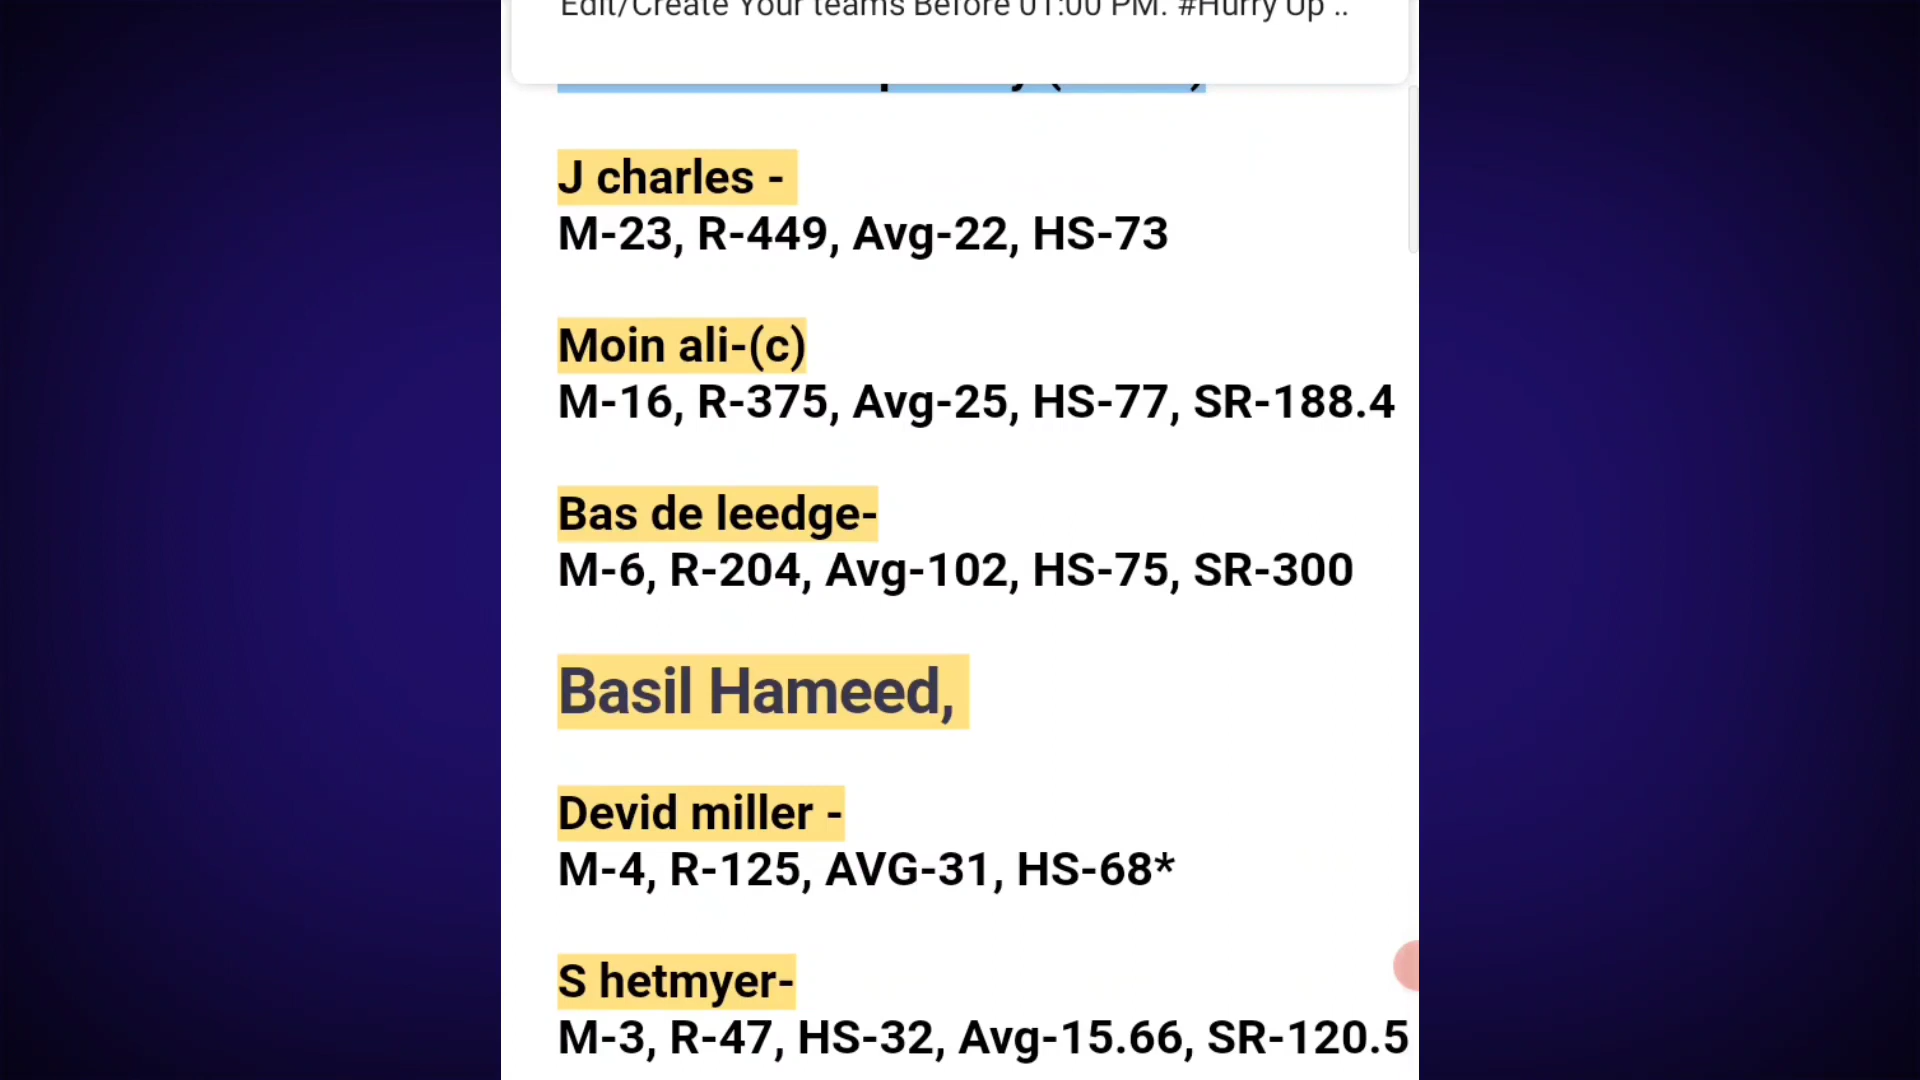 Edit/Create Your teams Before 01:00 PM. #Hurry Up ..
J charles -
M-23, R-449, Avg-22, HS-73
Moin ali-(c)
M-16, R-375, Avg-25, HS-77, SR-188.4
Bas de leedge-
M-6, R-204, Avg-102, HS-75, SR-300
Basil Hameed,
Devid miller -
M-4, R-125, AVG-31, HS-68*
S hetmyer-
M-3, R-47, HS-32, Avg-15.66, SR-120.5